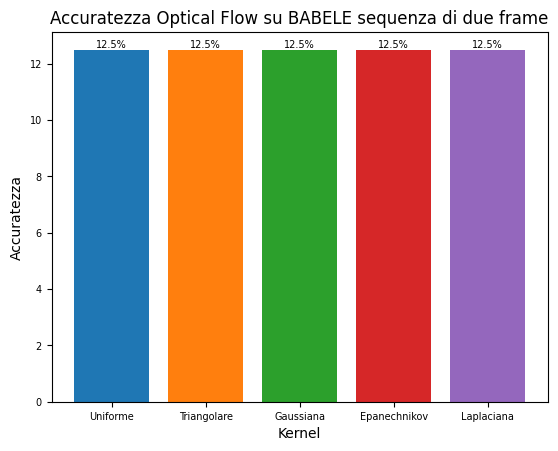 Accuratezza Optical Flow su BABELE sequenza di due frame
12.5% 12.5% 12.5% 12.5% 12.5%
12
10
8
6
4
2
0
Accuratezza
Uniforme Triangolare Gaussiana Epanechnikov Laplaciana
Kernel